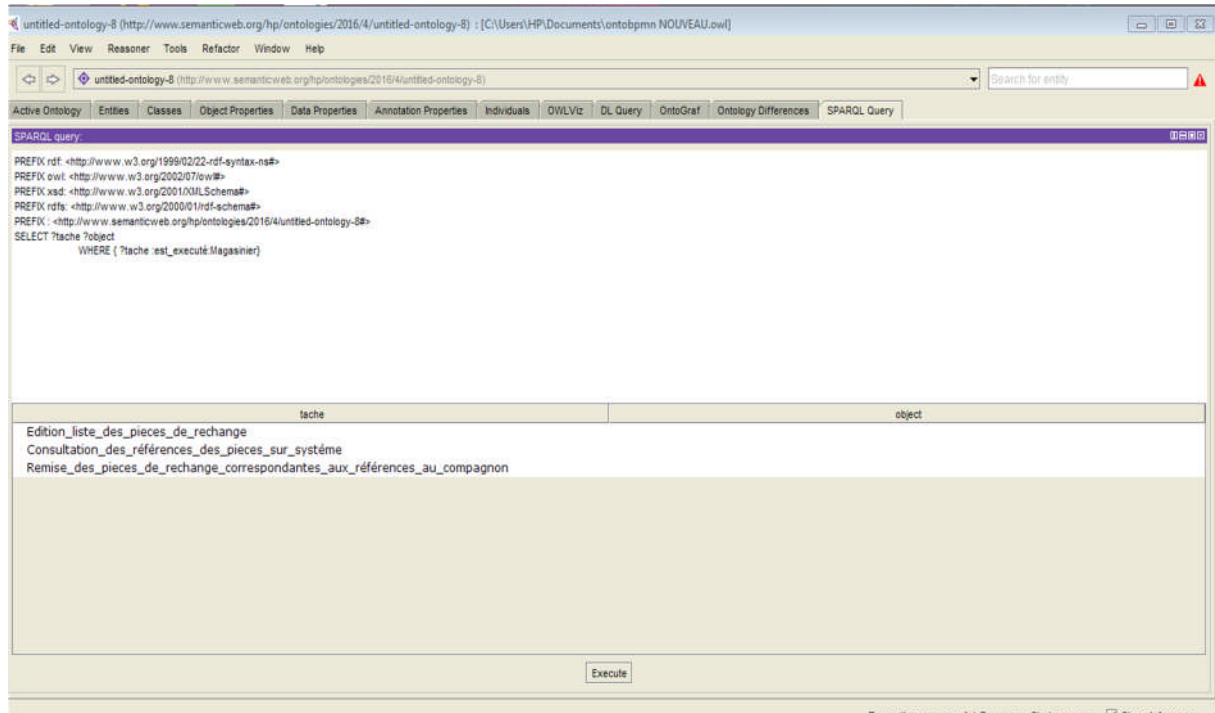 untitled-ontology-8 (http://www.semanticweb.org/hp/ontologies/2016/4/untitled-ontology-8) : [C:\Users\HP\Documents\ontobpmn NOUVEAU.owl]
File Edit View Reasoner Tools Refactor Window Help
untitled-ontology-8 (http://www.semanticweb.org/hp/ontologies/2016/4/untitled-ontology-8)
Search for entity
Active Ontology Entities Classes Object Properties Data Properties Annotation Properties Individuals OWLViz DL Query OntoGraf Ontology Differences SPARQL Query
SPARQL query:
PREFIX rdf: <http://www.w3.org/1999/02/22-rdf-syntax-ns#>
PREFIX owl: <http://www.w3.org/2002/07/owl#>
PREFIX xsd: <http://www.w3.org/2001/XMLSchema#>
PREFIX rdfs: <http://www.w3.org/2000/01/rdf-schema#>
PREFIX : <http://www.semanticweb.org/hp/ontologies/2016/4/untitled-ontology-8#>
SELECT ?tache ?object
WHERE { ?tache :est_executé:Magasinier}
tache object
Edition_liste_des_pieces_de_rechange
Consultation_des_références_des_pieces_sur_systéme
Remise_des_pieces_de_rechange_correspondantes_aux_références_au_compagnon
Execute